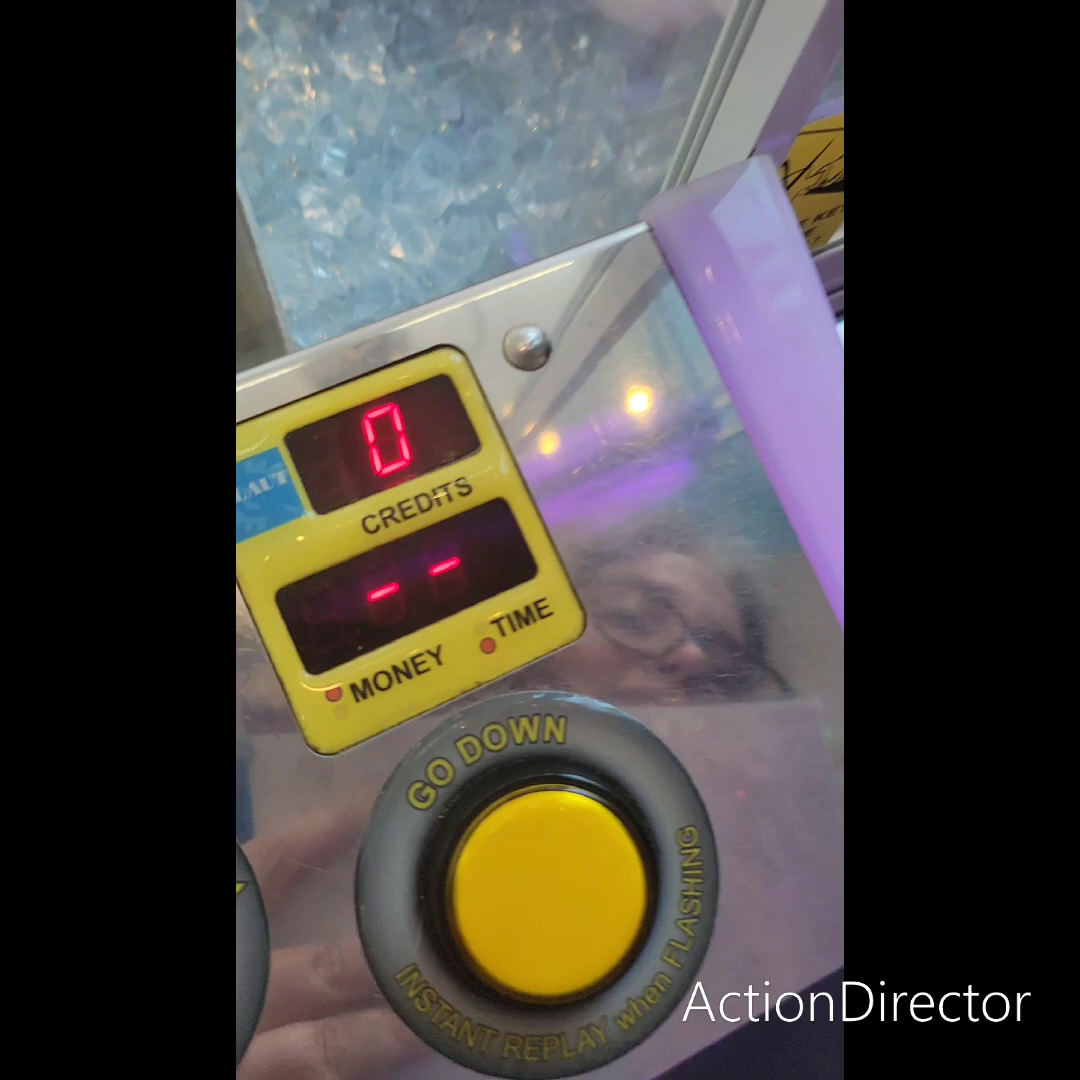 0
CREDITS
- -
MONEY
TIME
GO DOWN
INSTANT REPLAY when FLASHING
ActionDirector